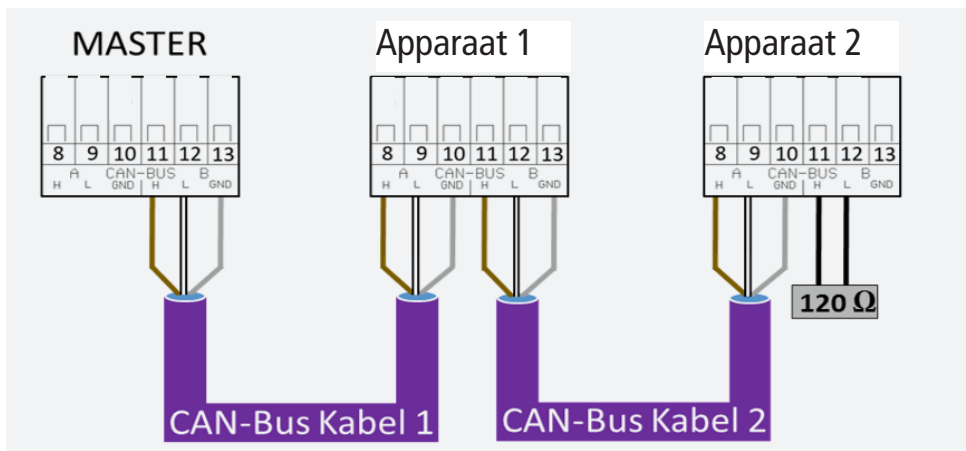 MASTER
Apparaat 1
Apparaat 2
8 9 10 11 12 13
8 9 10 11 12 13
8 9 10 11 12 13
A CAN-BUS B
A CAN-BUS B
A CAN-BUS B
H L GND H L GND
H L GND H L GND
H L GND H L GND
120 Ω
CAN-Bus Kabel 1
CAN-Bus Kabel 2